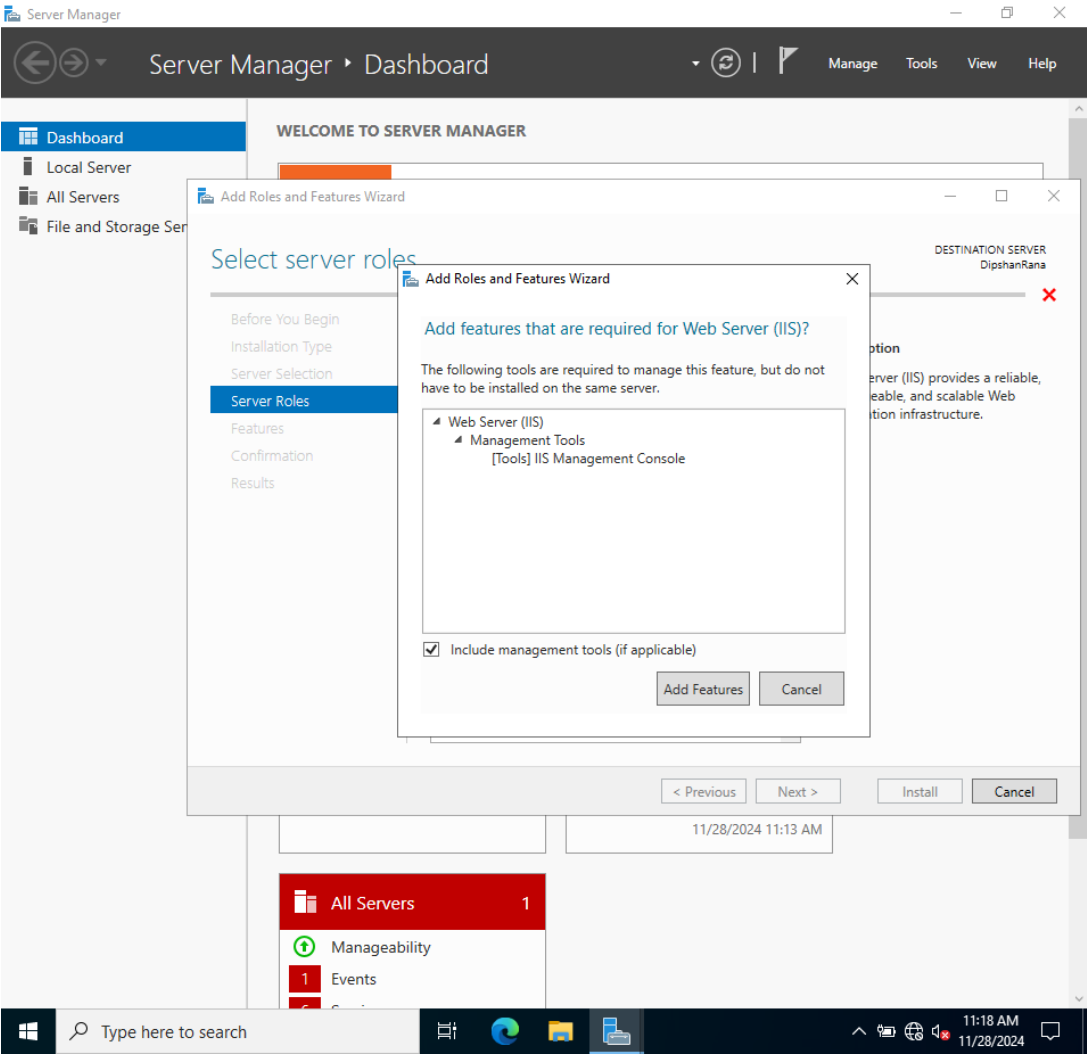 Server Manager
Server Manager • Dashboard
Manage Tools View Help
Dashboard
Local Server
All Servers
File and Storage Ser
WELCOME TO SERVER MANAGER
Add Roles and Features Wizard
Select server roles
DESTINATION SERVER
DipshanRana
Before You Begin
Installation Type
Server Selection
Server Roles
Features
Confirmation
Results
Add Roles and Features Wizard
Add features that are required for Web Server (IIS)?
The following tools are required to manage this feature, but do not
have to be installed on the same server.
Web Server (IIS)
Management Tools
[Tools] IIS Management Console
Include management tools (if applicable)
Add Features Cancel
ption
erver (IIS) provides a reliable,
eable, and scalable Web
tion infrastructure.
< Previous Next > Install Cancel
11/28/2024 11:13 AM
All Servers 1
Manageability
1 Events
Type here to search
11:18 AM
11/28/2024